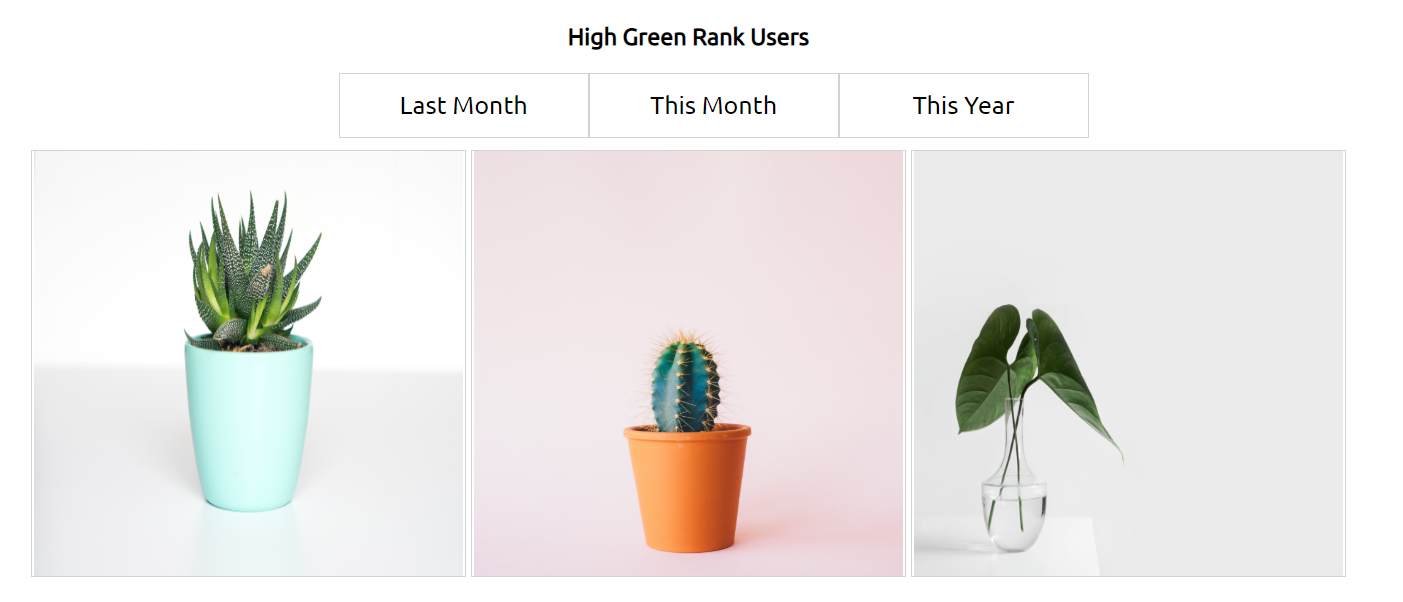 High Green Rank Users
Last Month This Month This Year